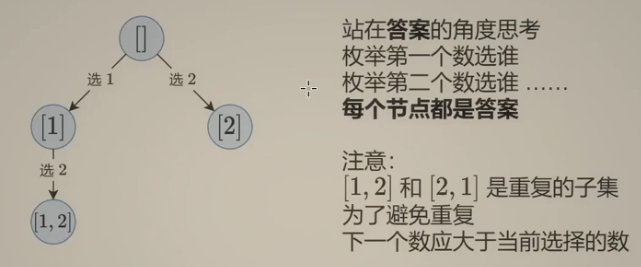 []
选 1
选 2
[1]
[2]
选 2
[1, 2]
站在答案的角度思考
枚举第一个数选谁
枚举第二个数选谁 ……
每个节点都是答案
注意：
[1, 2] 和 [2, 1] 是重复的子集
为了避免重复
下一个数应大于当前选择的数